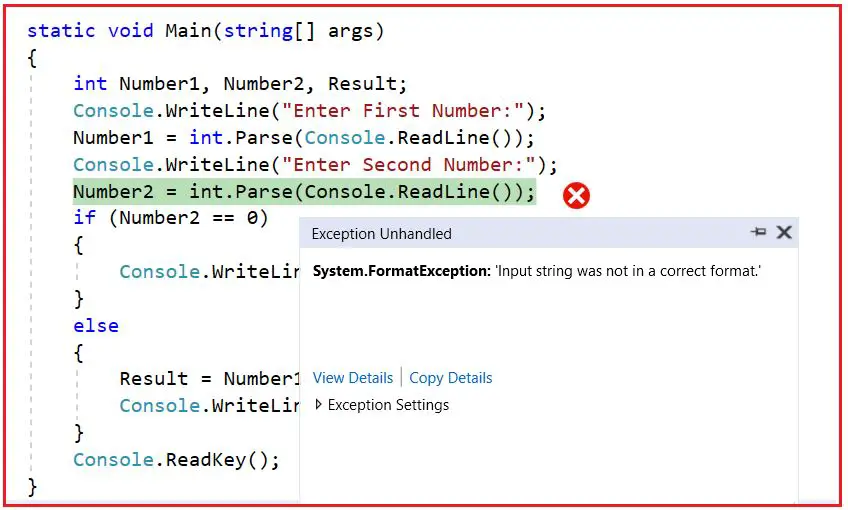 static void Main(string[] args)
{
int Number1, Number2, Result;
Console.WriteLine("Enter First Number:");
Number1 = int.Parse(Console.ReadLine());
Console.WriteLine("Enter Second Number:");
Number2 = int.Parse(Console.ReadLine());
if (Number2 == 0)
{
Console.WriteLin
}
else
{
Result = Number1
Console.WriteLin
}
Console.ReadKey();
}
Exception Unhandled
System.FormatException: 'Input string was not in a correct format.'
View Details | Copy Details
Exception Settings